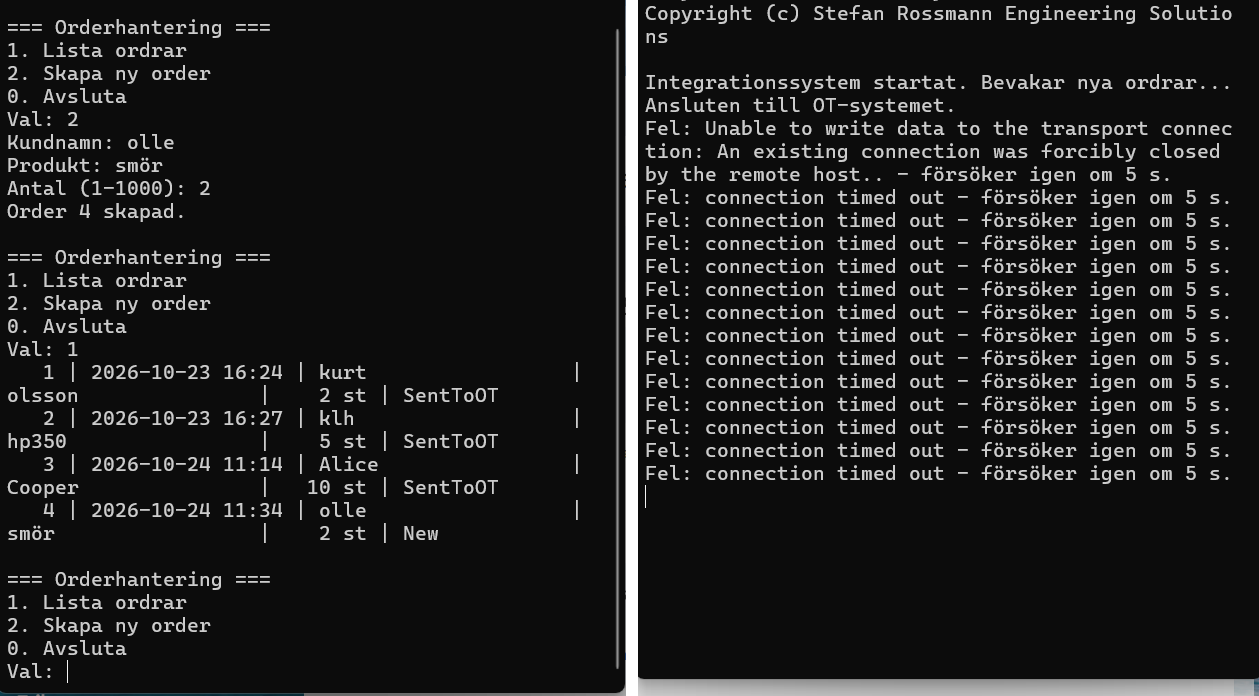 === Orderhantering ===
1. Lista ordrar
2. Skapa ny order
0. Avsluta
Val: 2
Kundnamn: olle
Produkt: smör
Antal (1-1000): 2
Order 4 skapad.
=== Orderhantering ===
1. Lista ordrar
2. Skapa ny order
0. Avsluta
Val: 1
1 | 2026-10-23 16:24 | kurt |
olsson | 2 st | SentToOT
2 | 2026-10-23 16:27 | klh |
hp350 | 5 st | SentToOT
3 | 2026-10-24 11:14 | Alice |
Cooper | 10 st | SentToOT
4 | 2026-10-24 11:34 | olle |
smör | 2 st | New
=== Orderhantering ===
1. Lista ordrar
2. Skapa ny order
0. Avsluta
Val:
Copyright (c) Stefan Rossmann Engineering Solutio
ns
Integrationssystem startat. Bevakar nya ordrar...
Ansluten till OT-systemet.
Fel: Unable to write data to the transport connec
tion: An existing connection was forcibly closed
by the remote host.. - försöker igen om 5 s.
Fel: connection timed out - försöker igen om 5 s.
Fel: connection timed out - försöker igen om 5 s.
Fel: connection timed out - försöker igen om 5 s.
Fel: connection timed out - försöker igen om 5 s.
Fel: connection timed out - försöker igen om 5 s.
Fel: connection timed out - försöker igen om 5 s.
Fel: connection timed out - försöker igen om 5 s.
Fel: connection timed out - försöker igen om 5 s.
Fel: connection timed out - försöker igen om 5 s.
Fel: connection timed out - försöker igen om 5 s.
Fel: connection timed out - försöker igen om 5 s.
Fel: connection timed out - försöker igen om 5 s.
Fel: connection timed out - försöker igen om 5 s.